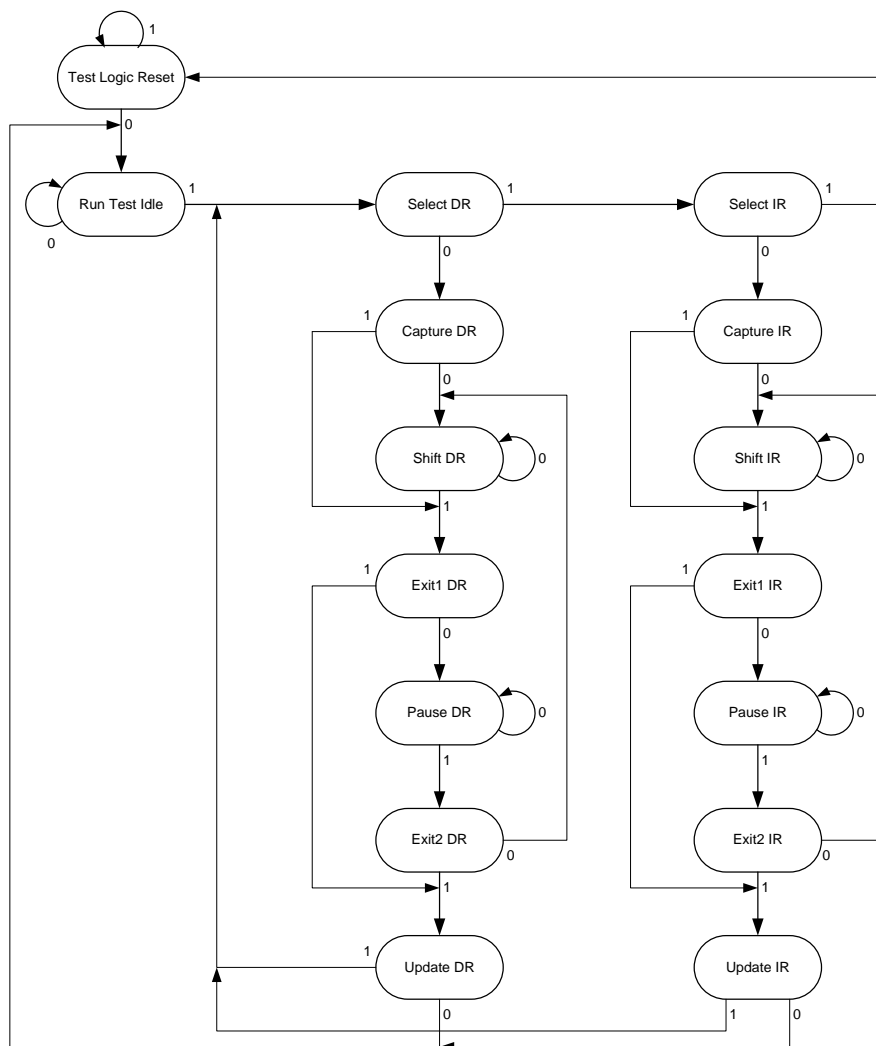 1
Test Logic Reset
0
Run Test Idle
1
0
Select DR
1
0
Select IR
1
0
1
Capture DR
0
1
Capture IR
0
Shift DR
0
1
Shift IR
0
1
1
Exit1 DR
0
1
Exit1 IR
0
Pause DR
0
1
Pause IR
0
1
Exit2 DR
0
1
Exit2 IR
0
1
1
Update DR
0
Update IR
1
0